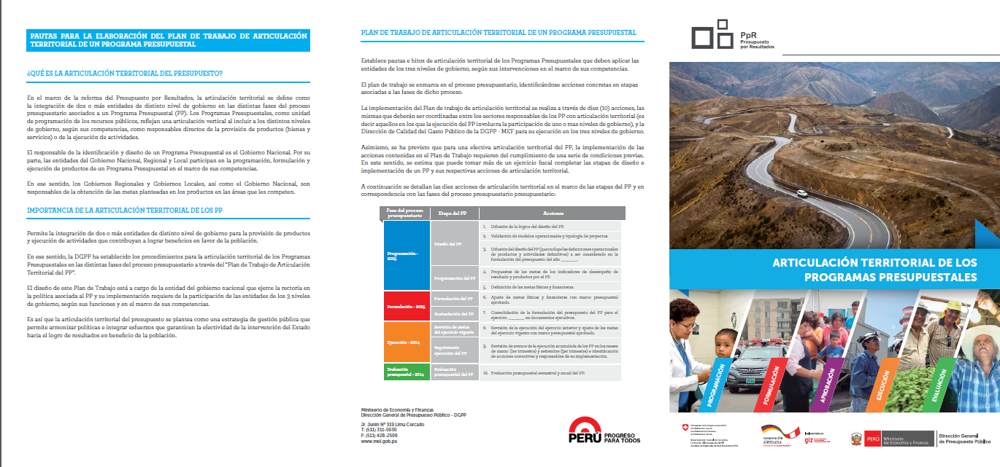 PAUTAS PARA LA ELABORACIÓN DEL PLAN DE TRABAJO DE ARTICULACIÓN
TERRITORIAL DE UN PROGRAMA PRESUPUESTAL
¿QUÉ ES LA ARTICULACIÓN TERRITORIAL DEL PRESUPUESTO?
En el marco de la reforma del Presupuesto por Resultados, la articulación territorial se define como
la integración de dos o más entidades de distinto nivel de gobierno en las distintas fases del proceso
presupuestario asociados a un Programa Presupuestal (PP). Los Programas Presupuestales, como unidad
de programación de los recursos públicos, reflejan una articulación vertical al incluir a los distintos niveles
de gobierno, según sus competencias, como responsables directos de la provisión de productos (bienes y
servicios) o de la ejecución de actividades.
El responsable de la identificación y diseño de un Programa Presupuestal es el Gobierno Nacional. Por su
parte, las entidades del Gobierno Nacional, Regional y Local participan en la programación, formulación y
ejecución de productos de un Programa Presupuestal en el marco de sus competencias.
En ese sentido, los Gobiernos Regionales y Gobiernos Locales, así como el Gobierno Nacional, son
responsables de la obtención de las metas planteadas en los productos en las áreas que les competen.
IMPORTANCIA DE LA ARTICULACIÓN TERRITORIAL DE LOS PP
Permite la integración de dos o más entidades de distinto nivel de gobierno para la provisión de productos
y ejecución de actividades que contribuyan a lograr beneficios en favor de la población.
En ese sentido, la DGPP ha establecido los procedimientos para la articulación territorial de los Programas
Presupuestales en las distintas fases del proceso presupuestario a través del "Plan de Trabajo de Articulación
Territorial del PP".
El diseño de este Plan de Trabajo está a cargo de la entidad del gobierno nacional que ejerce la rectoría en
la política asociada al PP y su implementación requiere de la participación de las entidades de los 3 niveles
de gobierno, según sus funciones y en el marco de sus competencias.
Es así que la articulación territorial del presupuesto se plantea como una estrategia de gestión pública que
permite armonizar políticas e integrar esfuerzos que garanticen la efectividad de la intervención del Estado
hacia el logro de resultados en beneficio de la población.
PLAN DE TRABAJO DE ARTICULACIÓN TERRITORIAL DE UN PROGRAMA PRESUPUESTAL
Establece pautas e hitos de articulación territorial de los Programas Presupuestales que deben aplicar las
entidades de los tres niveles de gobierno, según sus intervenciones en el marco de sus competencias.
El plan de trabajo se enmarca en el proceso presupuestario, identificándose acciones concretas en etapas
asociadas a las fases de dicho proceso.
La implementación del Plan de trabajo de articulación territorial se realiza a través de diez (10) acciones, las
mismas que deberán ser coordinadas entre los sectores responsables de los PP con articulación territorial (es
decir aquellos en los que la ejecución del PP involucra la participación de uno o mas niveles de gobierno), y la
Dirección de Calidad del Gasto Público de la DGPP - MEF para su ejecución en los tres niveles de gobierno.
Asimismo, se ha previsto que para una efectiva articulación territorial del PP, la implementación de las
acciones contenidas en el Plan de Trabajo requieren del cumplimiento de una serie de condiciones previas.
En este sentido, se estima que puede tomar más de un ejercicio fiscal completar las etapas de diseño e
implementación de un PP y sus respectivas acciones de articulación territorial.
A continuación se detallan las diez acciones de articulación territorial en el marco de las etapas del PP y en
correspondencia con las fases del proceso presupuestario presupuestario:
Fase del proceso
presupuestario
Etapa del PP
Acciones
Programación -
2015
Diseño del PP
1. Difusión de la lógica del diseño del PP.
2. Validación de modelos operacionales y tipología de proyectos.
3. Difusión del diseño del PP (que incluye las definiciones operacionales
de productos y actividades definitivos) a ser considerado en la
formulación del presupuesto del año ________.
Programación del PP
4. Propuestas de las metas de los indicadores de desempeño de
resultado y productos por el PP.
5. Definición de las metas físicas y financieras.
Formulación - 2015
Formulación del PP
6. Ajuste de metas físicas y financieras con marco presupuestal
aprobado.
Sustentación del PP
7. Consolidación de la formulación del presupuesto del PP para el
ejercicio ________ en documentos ejecutivos.
Ejecución - 2014
Revisión de metas
del ejercicio vigente
8. Revisión de la ejecución del ejercicio anterior y ajuste de las metas
del ejercicio vigente con marco presupuestal aprobado.
Seguimiento
ejecución del PP
9. Revisión de avance de la ejecución acumulada de los PP en los meses
de marzo (1er trimestre) y setiembre (3er trimestre) e identificación
de acciones correctivas y responsables de su implementación.
Evaluación
presupuestal - 2014
Evaluación
presupuestal del PP
10. Evaluación presupuestal semestral y anual del PP.
Ministerio de Economía y Finanzas
Dirección General de Presupuesto Público - DGPP
Jr. Junín Nº 319 Lima Cercado
T: (511) 311-5930
F: (511) 428-2509
www.mef.gob.pe
PERÚ PROGRESO
PARA TODOS
PpR
Presupuesto
por Resultados
ARTICULACIÓN TERRITORIAL DE LOS
PROGRAMAS PRESUPUESTALES
PROGRAMACIÓN
FORMULACIÓN
APROBACIÓN
EJECUCIÓN
EVALUACIÓN
cooperación
alemana
Implementada por
giz
PERÚ
Ministerio
de Economía y Finanzas
Dirección General
de Presupuesto Público